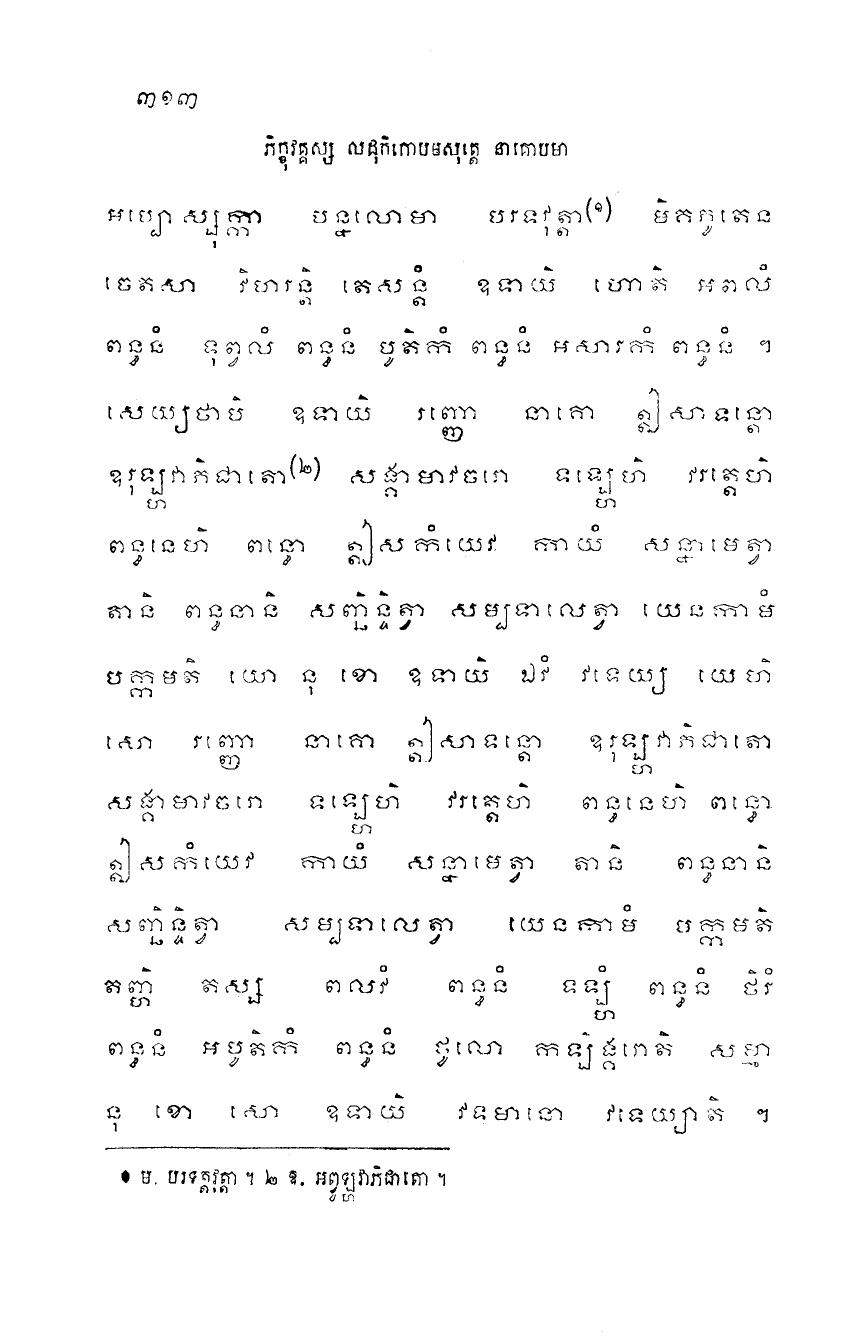 ៣១៣
ភិក្ខុវគ្គស្ស លដុកិកោបមសុត្តេ នាគោបមា
អប្បោស្សុក្កា បន្នលោមា បរទវុត្តា(១) មិគភូតេន
ចេតសា វិហរន្តិ តេសន្តំ ឧទាយិ ហោតិ អពលំ
ពន្ធនំ ទុព្វលំ ពន្ធនំ បូតិកំ ពន្ធនំ អសារកំ ពន្ធនំ ។
សេយ្យថាបិ ឧទាយិ រញ្ញោ នាគោ ឦសាទន្តោ
ឧរុឡ្ហវាភិជាតោ(២) សង្គាមាវចរោ ទឡ្ហេហិ វរត្តេហិ
ពន្ធនេហិ ពន្ធោ ឦសកំយេវ កាយំ សន្នាមេត្វា
តានិ ពន្ធនានិ សញ្ឆិន្ទិត្វា សម្បទាលេត្វា យេនកាមំ
បក្កមតិ យោ នុ ខោ ឧទាយិ ឯវំ វទេយ្យ យេហិ
សោ រញ្ញោ នាគោ ឦសាទន្តោ ឧរុឡ្ហវាភិជាតោ
សង្គាមាវចរោ ទឡ្ហេហិ វរត្តេហិ ពន្ធនេហិ ពន្ធោ
ឦសកំយេវ កាយំ សន្នាមេត្វា តានិ ពន្ធនានិ
សញ្ឆិន្ទិត្វា សម្បទាលេត្វា យេនកាមំ បក្កមតិ
តញ្ហិ តស្ស ពលវំ ពន្ធនំ ទឡ្ហំ ពន្ធនំ ថិរំ
ពន្ធនំ អបូតិកំ ពន្ធនំ ថូលោ កឡិង្គរោតិ សម្មា
នុ ខោ សោ ឧទាយិ វទមានោ វទេយ្យាតិ ។
១ ម. បរទត្តវុត្តា ។ ២ ឱ. អព្វូឡ្ហវាភិជាតោ ។